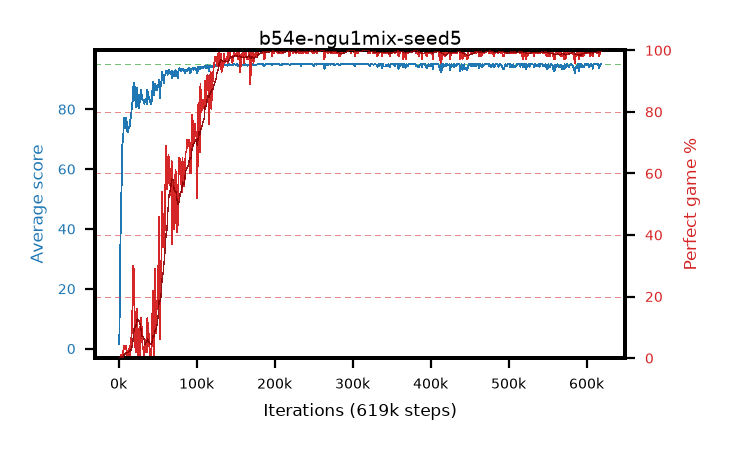 b54e-ngu1mix-seed5
100
80
80
60
60
40
40
20
20
0
0
Average score
Perfect game %
0k 100k 200k 300k 400k 500k 600k
Iterations (619k steps)